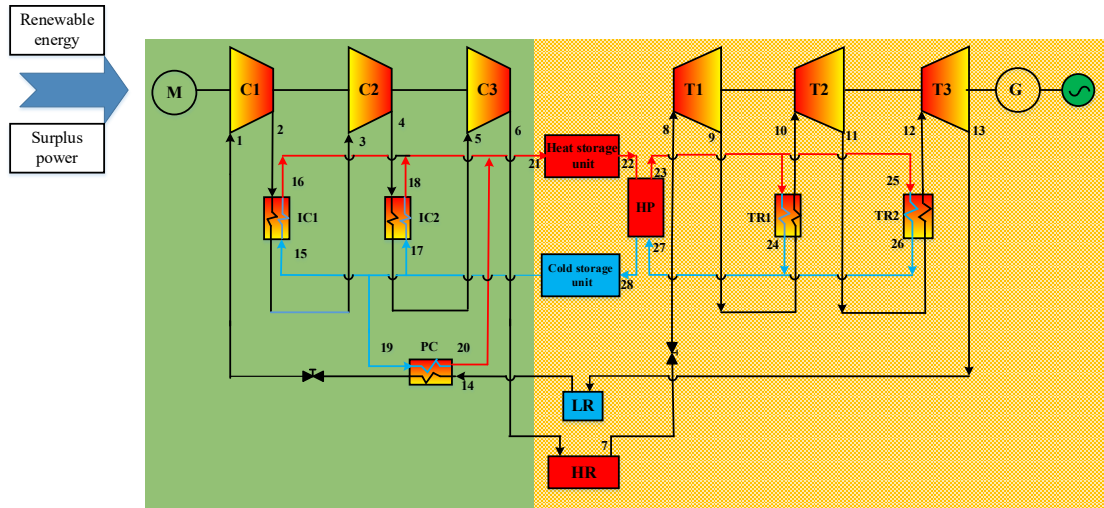 Renewable
energy
Surplus
power
M
C1
C2
C3
T1
T2
T3
G
1
2
3
4
5
6
8
9
10
11
12
13
16
18
21
Heat storage
unit
22
23
25
IC1
IC2
HP
TR1
TR2
15
17
24
26
27
Cold storage
unit
28
19
PC
20
14
LR
7
HR